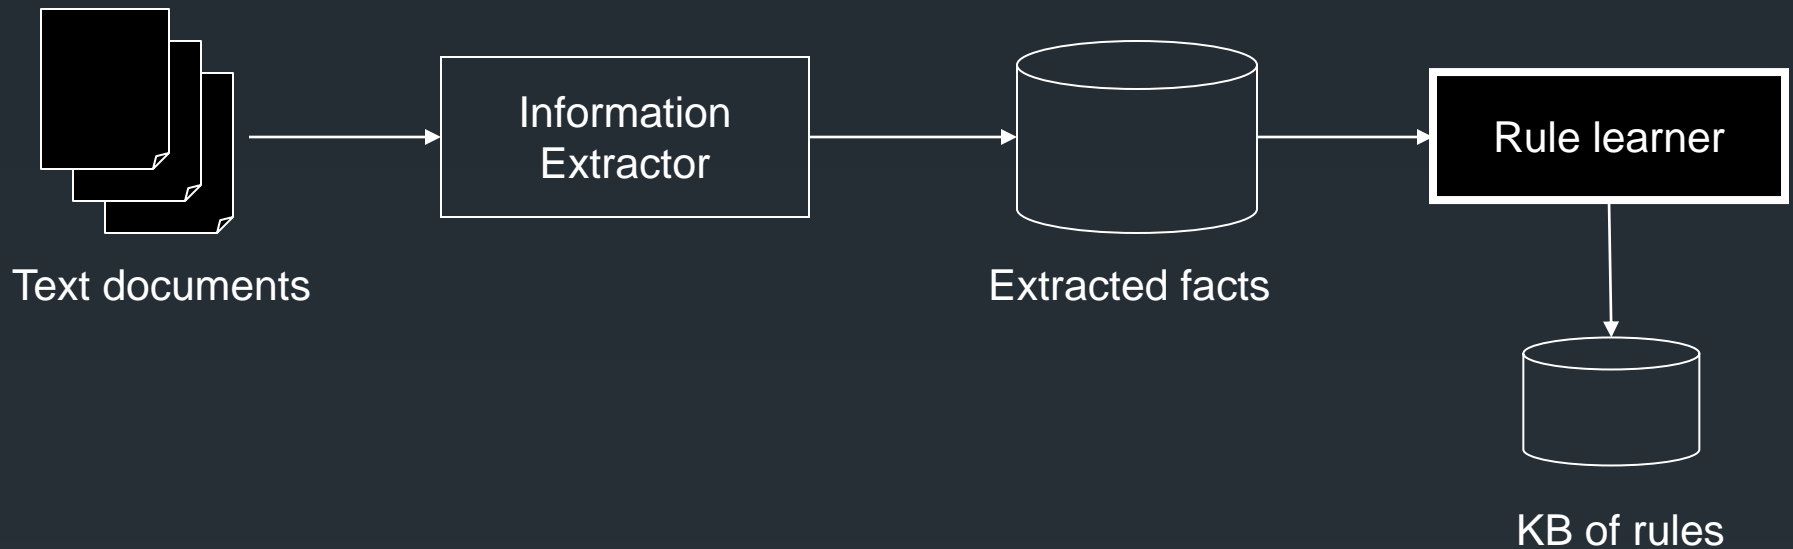 Information
Extractor
Rule learner
Text documents
Extracted facts
KB of rules